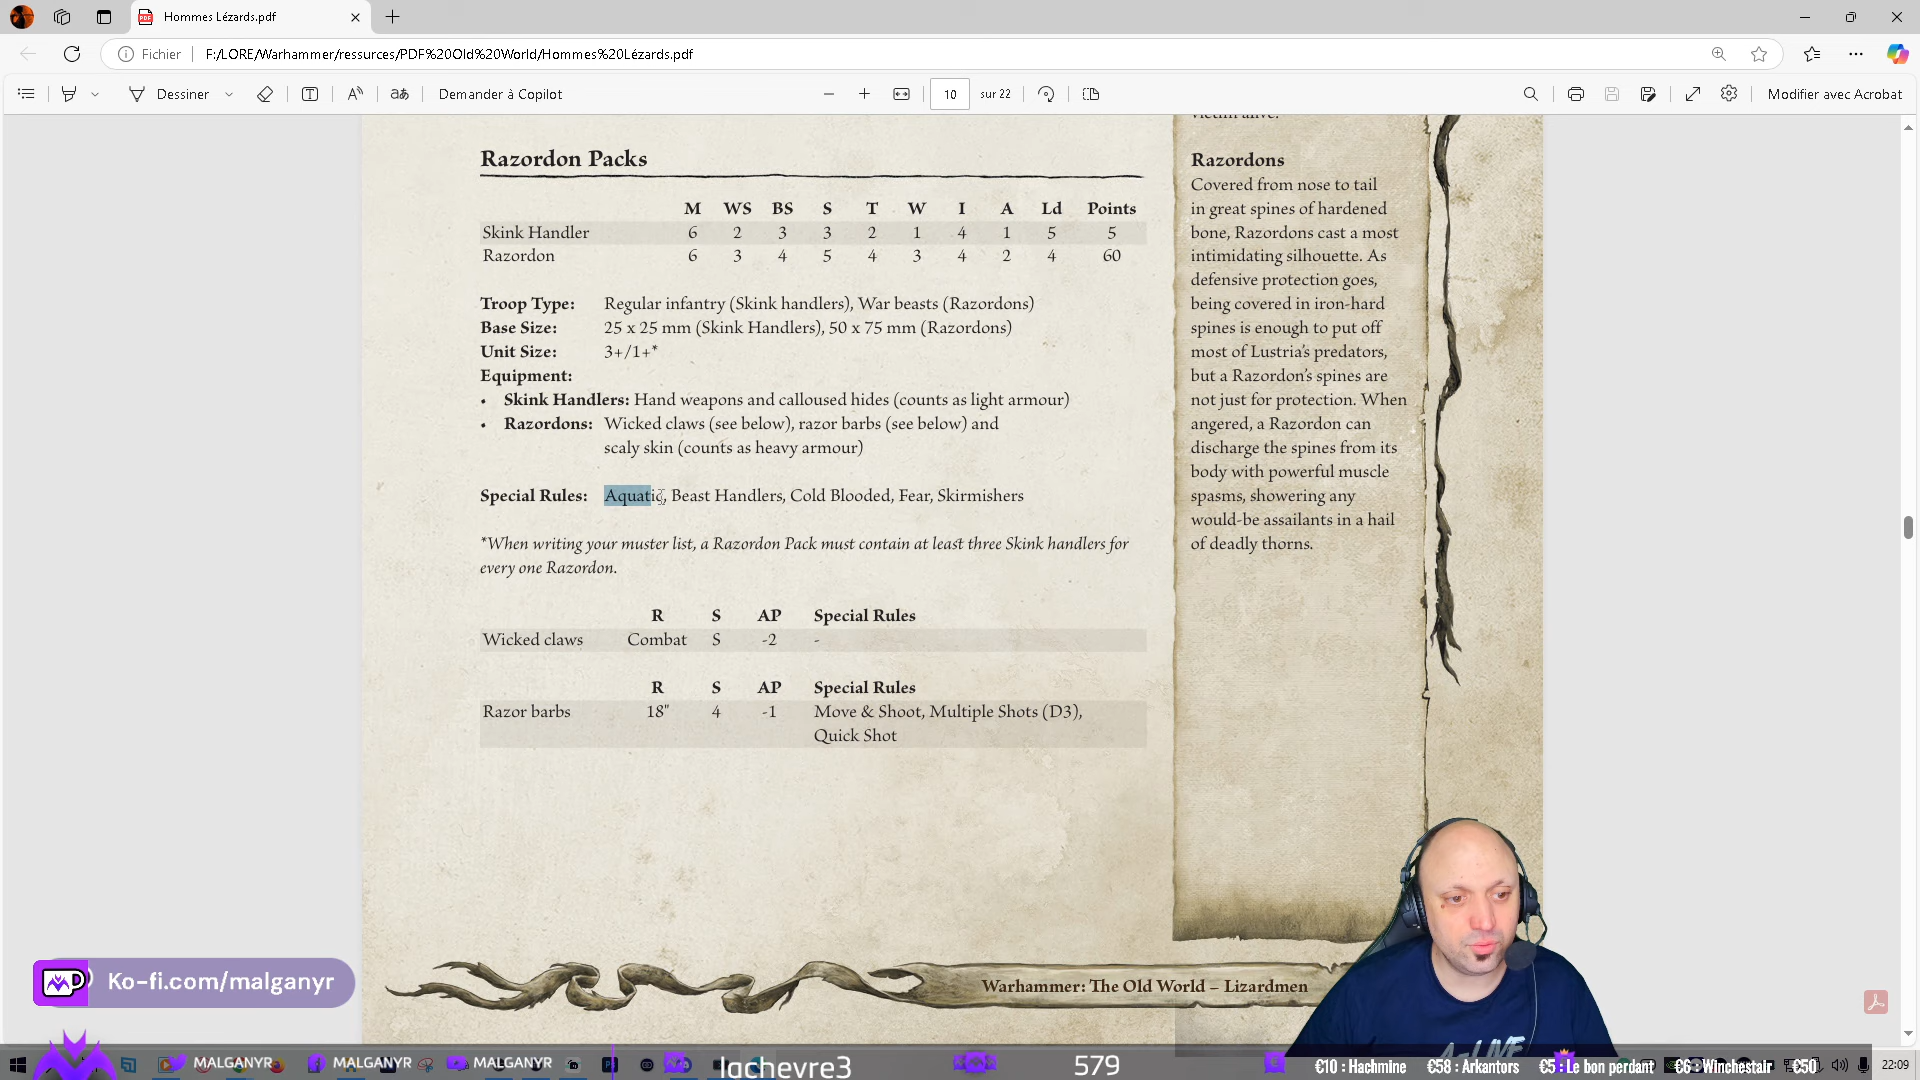 Hommes Lézards.pdf
Fichier
F:/LORE/Warhammer/ressources/PDF%20Old%20World/Hommes%20Lézards.pdf
Dessiner
aあ
Demander à Copilot
10
sur 22
Modifier avec Acrobat
victim alive.
Razordon Packs
M WS BS S T W I A Ld Points
Skink Handler 6 2 3 3 2 1 4 1 5 5
Razordon 6 3 4 5 4 3 4 2 4 60
Troop Type: Regular infantry (Skink handlers), War beasts (Razordons)
Base Size: 25 x 25 mm (Skink Handlers), 50 x 75 mm (Razordons)
Unit Size: 3+/1+*
Equipment:
• Skink Handlers: Hand weapons and calloused hides (counts as light armour)
• Razordons: Wicked claws (see below), razor barbs (see below) and
scaly skin (counts as heavy armour)
Special Rules: Aquatic, Beast Handlers, Cold Blooded, Fear, Skirmishers
*When writing your muster list, a Razordon Pack must contain at least three Skink handlers for
every one Razordon.
R S AP Special Rules
Wicked claws Combat S -2 -
R S AP Special Rules
Razor barbs 18" 4 -1 Move & Shoot, Multiple Shots (D3),
Quick Shot
Razordons
Covered from nose to tail
in great spines of hardened
bone, Razordons cast a most
intimidating silhouette. As
defensive protection goes,
being covered in iron-hard
spines is enough to put off
most of Lustria's predators,
but a Razordon's spines are
not just for protection. When
angered, a Razordon can
discharge the spines from its
body with powerful muscle
spasms, showering any
would-be assailants in a hail
of deadly thorns.
Warhammer: The Old World – Lizardmen
Ko-fi.com/malganyr
MALGANYR
MALGANYR
MALGANYR
lachevre3
579
€10 : Hachmine
€58 : Arkantors
€5 : Le bon perdant
€6 : Winchestair
€50
22:09